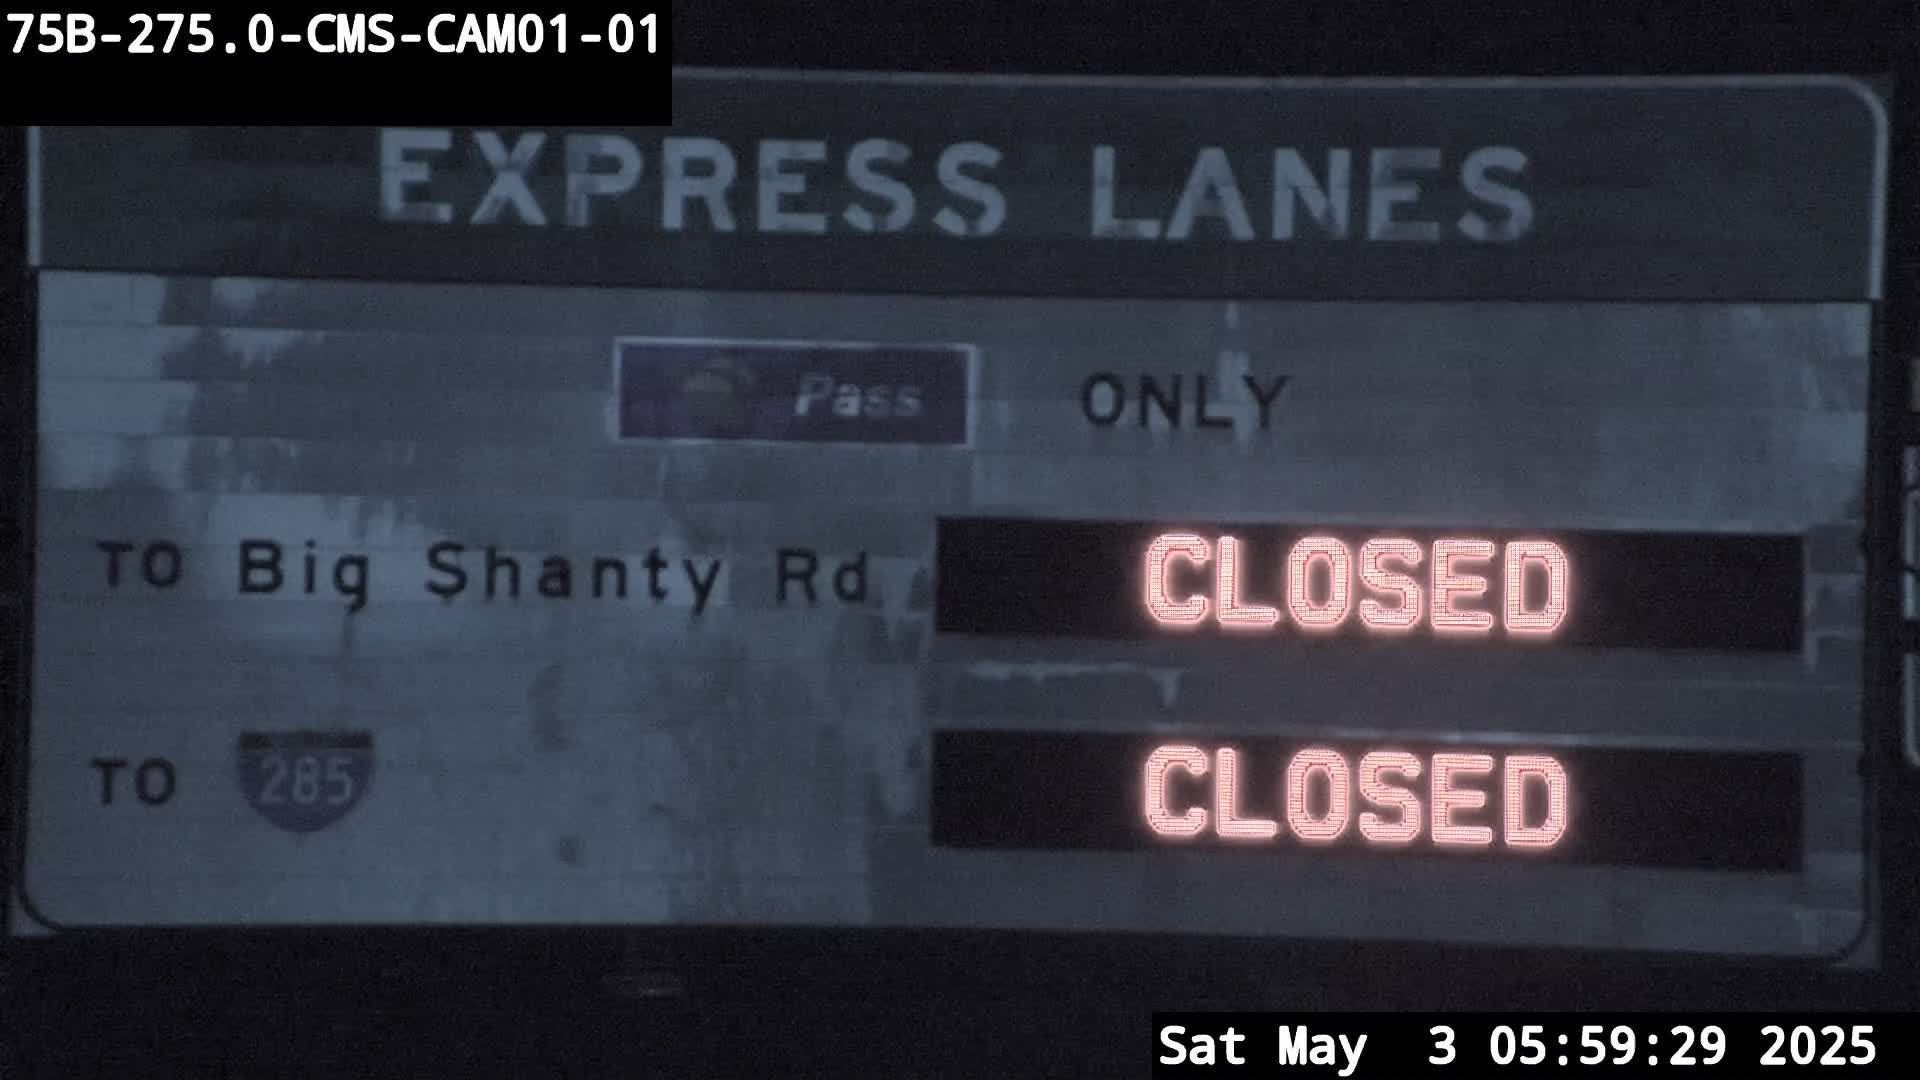 75B-275.0-CMS-CAM01-01
EXPRESS LANES
Pass ONLY
TO Big Shanty Rd CLOSED
TO 285 CLOSED
Sat May 3 05:59:29 2025